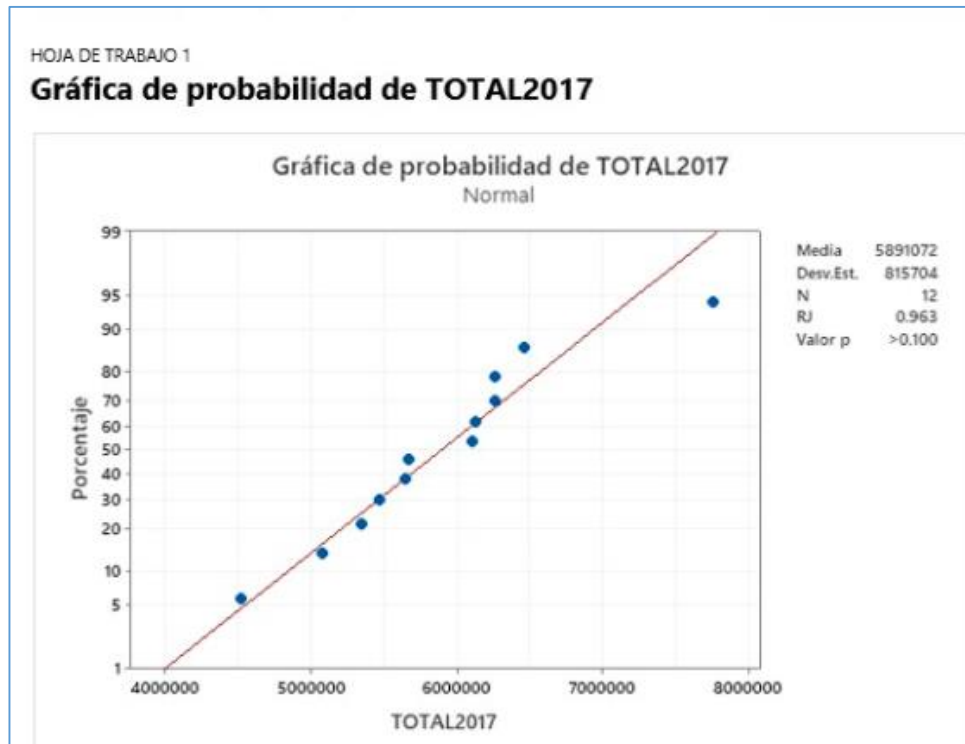 HOJA DE TRABAJO 1
Gráfica de probabilidad de TOTAL2017
Gráfica de probabilidad de TOTAL2017
Normal
99
95
90
80
70
60
50
40
30
20
10
5
1
Porcentaje
4000000 5000000 6000000 7000000 8000000
TOTAL2017
Media 5891072
Desv.Est. 815704
N 12
RJ 0.963
Valor p >0.100